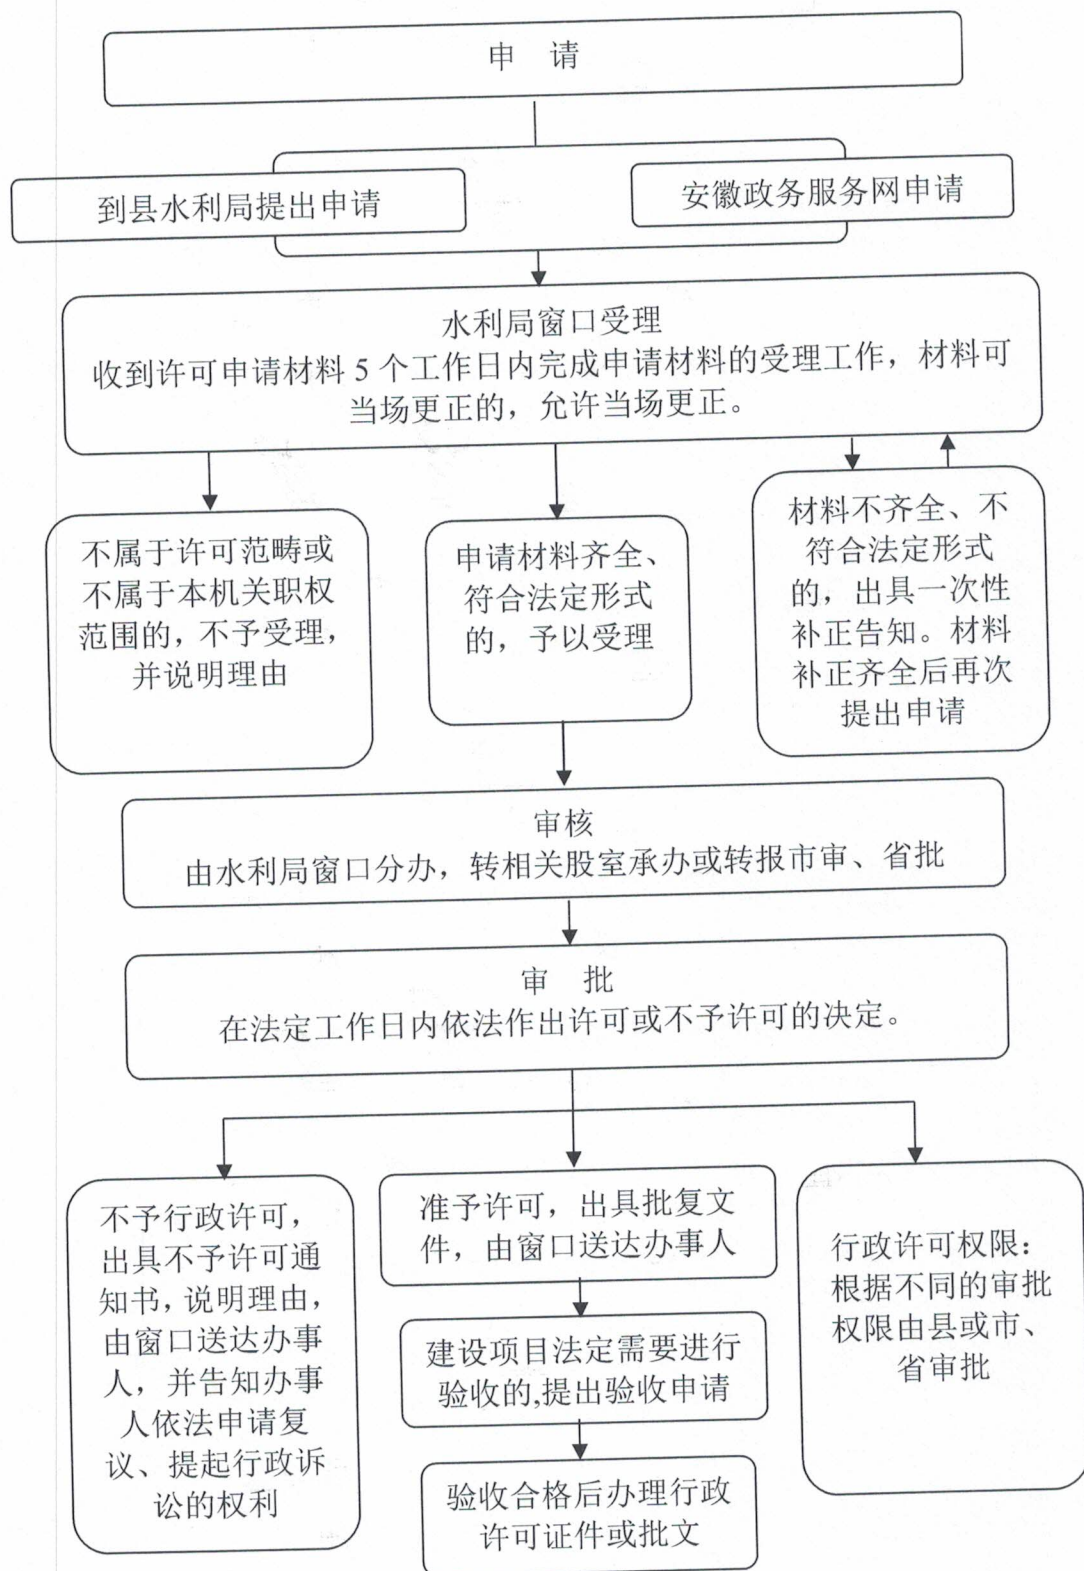 申 请
到县水利局提出申请
安徽政务服务网申请
水利局窗口受理
收到许可申请材料 5 个工作日内完成申请材料的受理工作，材料可
当场更正的，允许当场更正。
不属于许可范畴或
不属于本机关职权
范围的，不予受理，
并说明理由
申请材料齐全、
符合法定形式
的，予以受理
材料不齐全、不
符合法定形式
的，出具一次性
补正告知。材料
补正齐全后再次
提出申请
审核
由水利局窗口分办，转相关股室承办或转报市审、省批
审 批
在法定工作日内依法作出许可或不予许可的决定。
不予行政许可，
出具不予许可通
知书，说明理由，
由窗口送达办事
人，并告知办事
人依法申请复
议、提起行政诉
讼的权利
准予许可，出具批复文
件，由窗口送达办事人
建设项目法定需要进行
验收的,提出验收申请
验收合格后办理行政
许可证件或批文
行政许可权限：
根据不同的审批
权限由县或市、
省审批